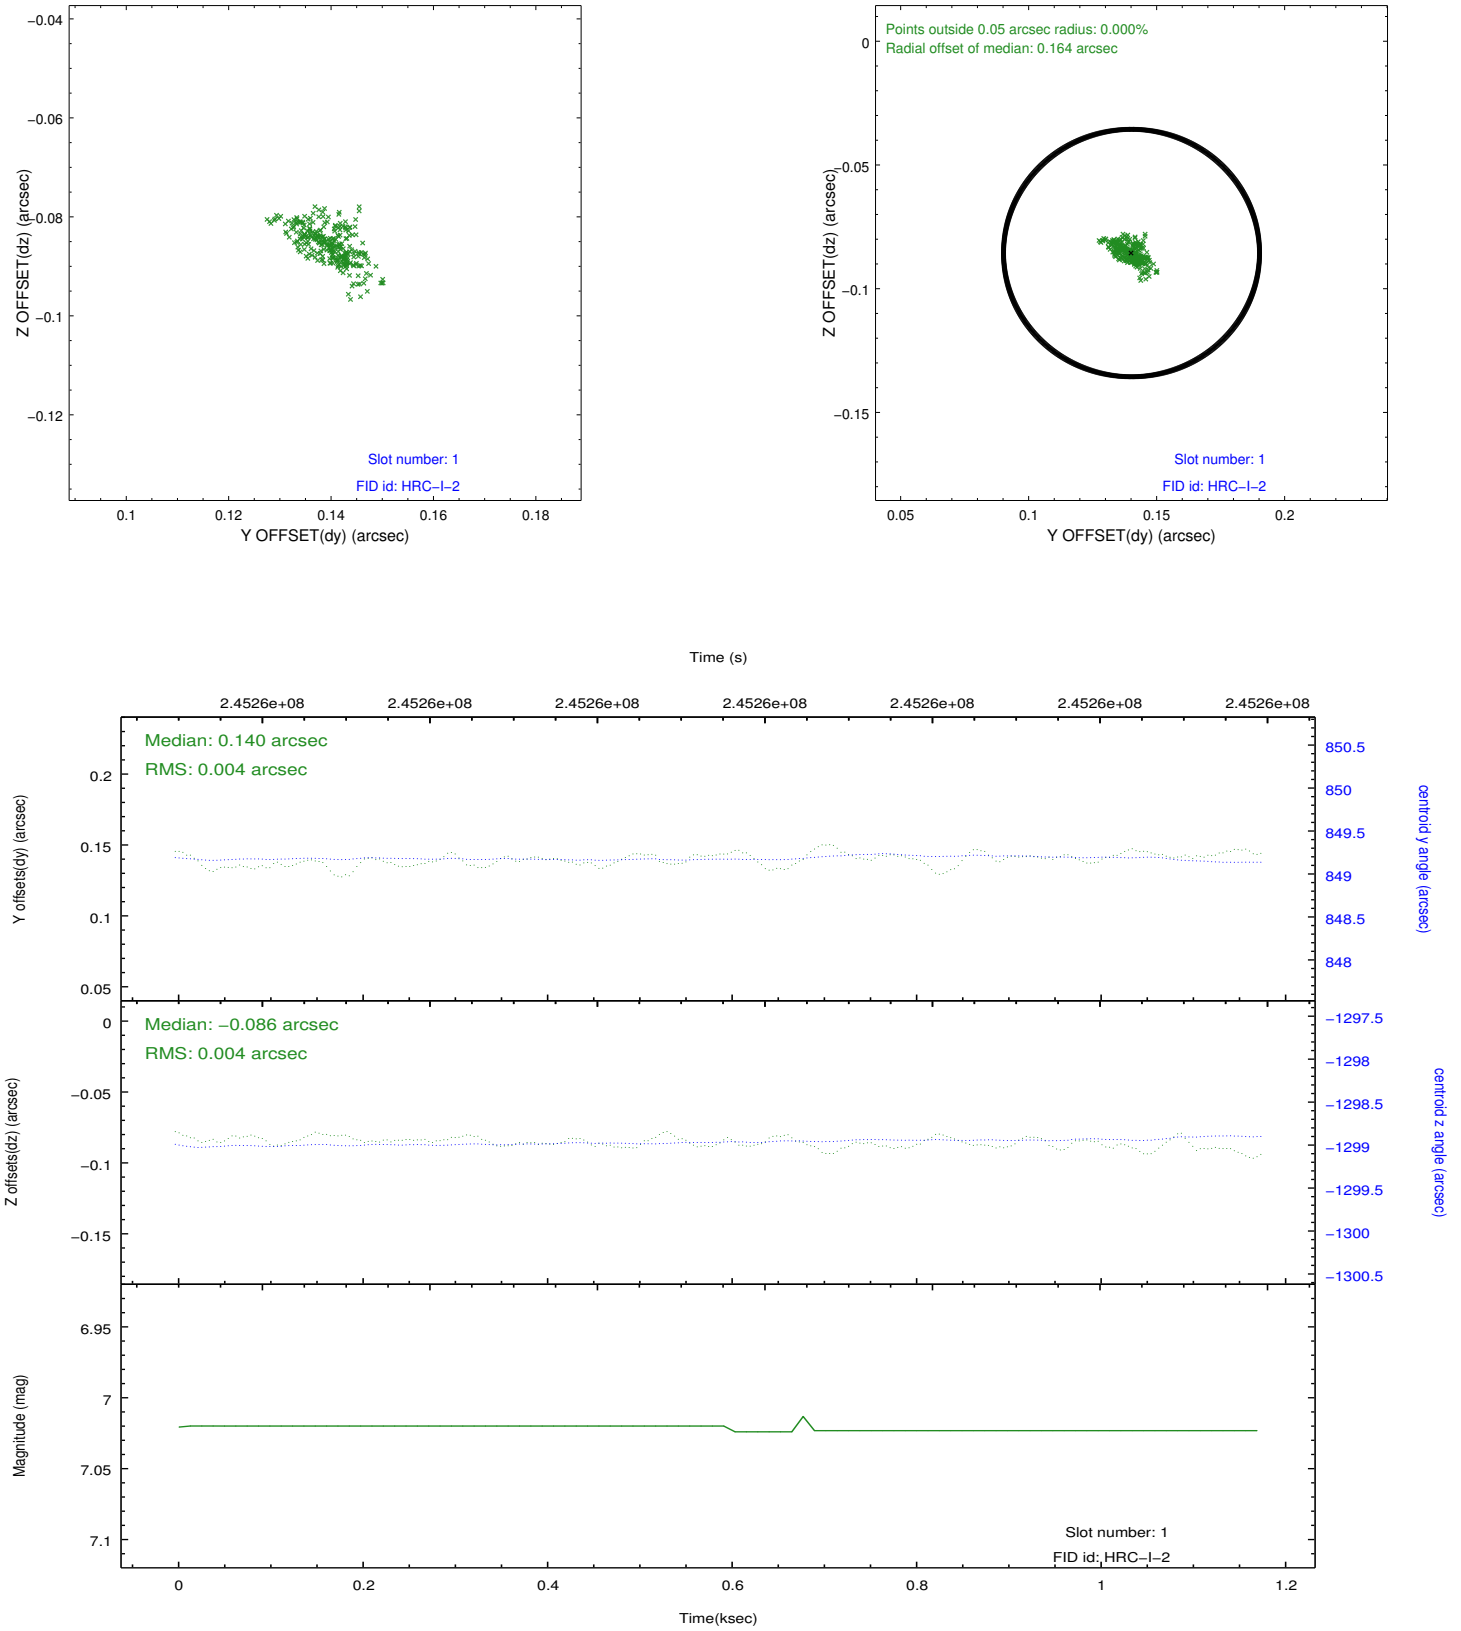 −0.04
−0.06
−0.08
−0.1
−0.12
Z OFFSET(dz) (arcsec)
Slot number: 1
FID id: HRC−I−2
0.1 0.12 0.14 0.16 0.18
Y OFFSET(dy) (arcsec)
Points outside 0.05 arcsec radius: 0.000%
Radial offset of median: 0.164 arcsec
0
−0.05
−0.1
−0.15
Z OFFSET(dz) (arcsec)
Slot number: 1
FID id: HRC−I−2
0.05 0.1 0.15 0.2
Y OFFSET(dy) (arcsec)
Time (s)
2.4526e+08 2.4526e+08 2.4526e+08 2.4526e+08 2.4526e+08 2.4526e+08 2.4526e+08
Median: 0.140 arcsec
RMS: 0.004 arcsec
0.2
0.15
0.1
0.05
Y offsets(dy) (arcsec)
850.5
850
849.5
849
848.5
848
centroid y angle (arcsec)
Median: −0.086 arcsec
RMS: 0.004 arcsec
0
−0.05
−0.1
−0.15
Z offsets(dz) (arcsec)
−1297.5
−1298
−1298.5
−1299
−1299.5
−1300
−1300.5
centroid z angle (arcsec)
6.95
7
7.05
7.1
Magnitude (mag)
Slot number: 1
FID id: HRC−I−2
0 0.2 0.4 0.6 0.8 1 1.2
Time(ksec)